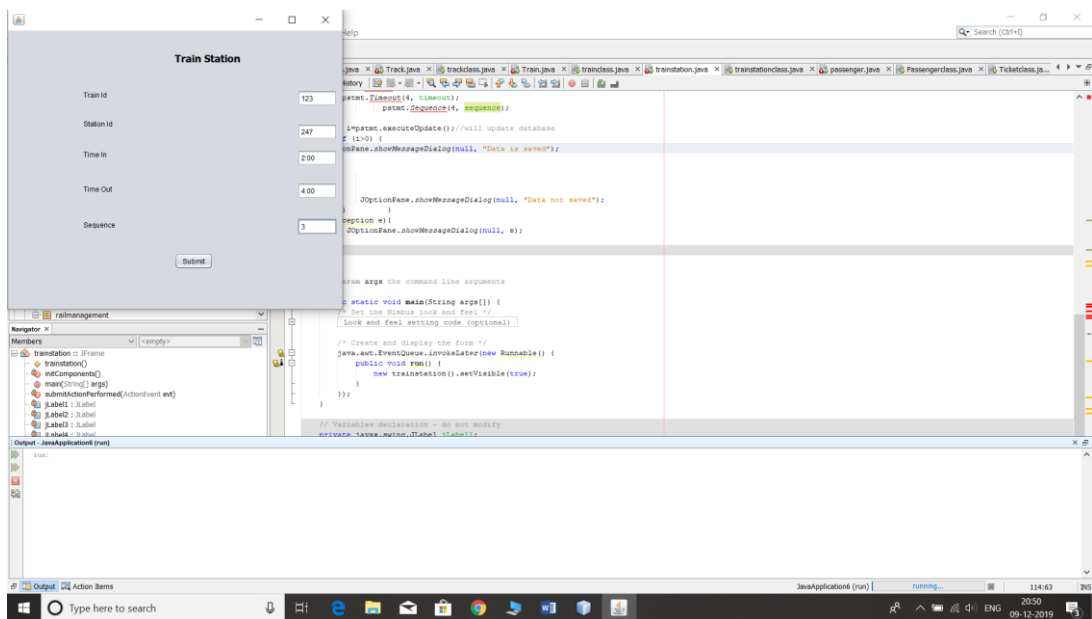 Help
Search (Ctrl+I)
Train Station
.java × Track.java × trackclass.java × Train.java × trainclass.java × trainstation.java × trainstationclass.java × passenger.java × Passengerclass.java × Ticketclass.ja...
History
Train Id 123
Station Id 247
Time In 2:00
Time Out 4:00
Sequence 3
Submit
pstmt.Timeout(4, timeout);
pstmt.Sequence(4, sequence);
i=pstmt.executeUpdate();//will update database
f (i>0) {
onPane.showMessageDialog(null, "Data is saved");
JOptionPane.showMessageDialog(null, "Data not saved");
} }
ception e){
JOptionPane.showMessageDialog(null, e);
aram args the command line arguments
c static void main(String args[]) {
/* Set the Nimbus look and feel */
Look and feel setting code (optional)
/* Create and display the form */
java.awt.EventQueue.invokeLater(new Runnable() {
public void run() {
new trainstation().setVisible(true);
}
});
}
// Variables declaration - do not modify
private javax.swing.JLabel jLabel1;
railmanagement
Navigator ×
Members <empty>
trainstation :: JFrame
trainstation()
initComponents()
main(String[] args)
submitActionPerformed(ActionEvent evt)
jLabel1 : JLabel
jLabel2 : JLabel
jLabel3 : JLabel
jLabel4 : JLabel
Output - JavaApplication6 (run)
run:
Output Action Items
JavaApplication6 (run) running... 114:63 INS
Type here to search
ENG
20:50
09-12-2019
3